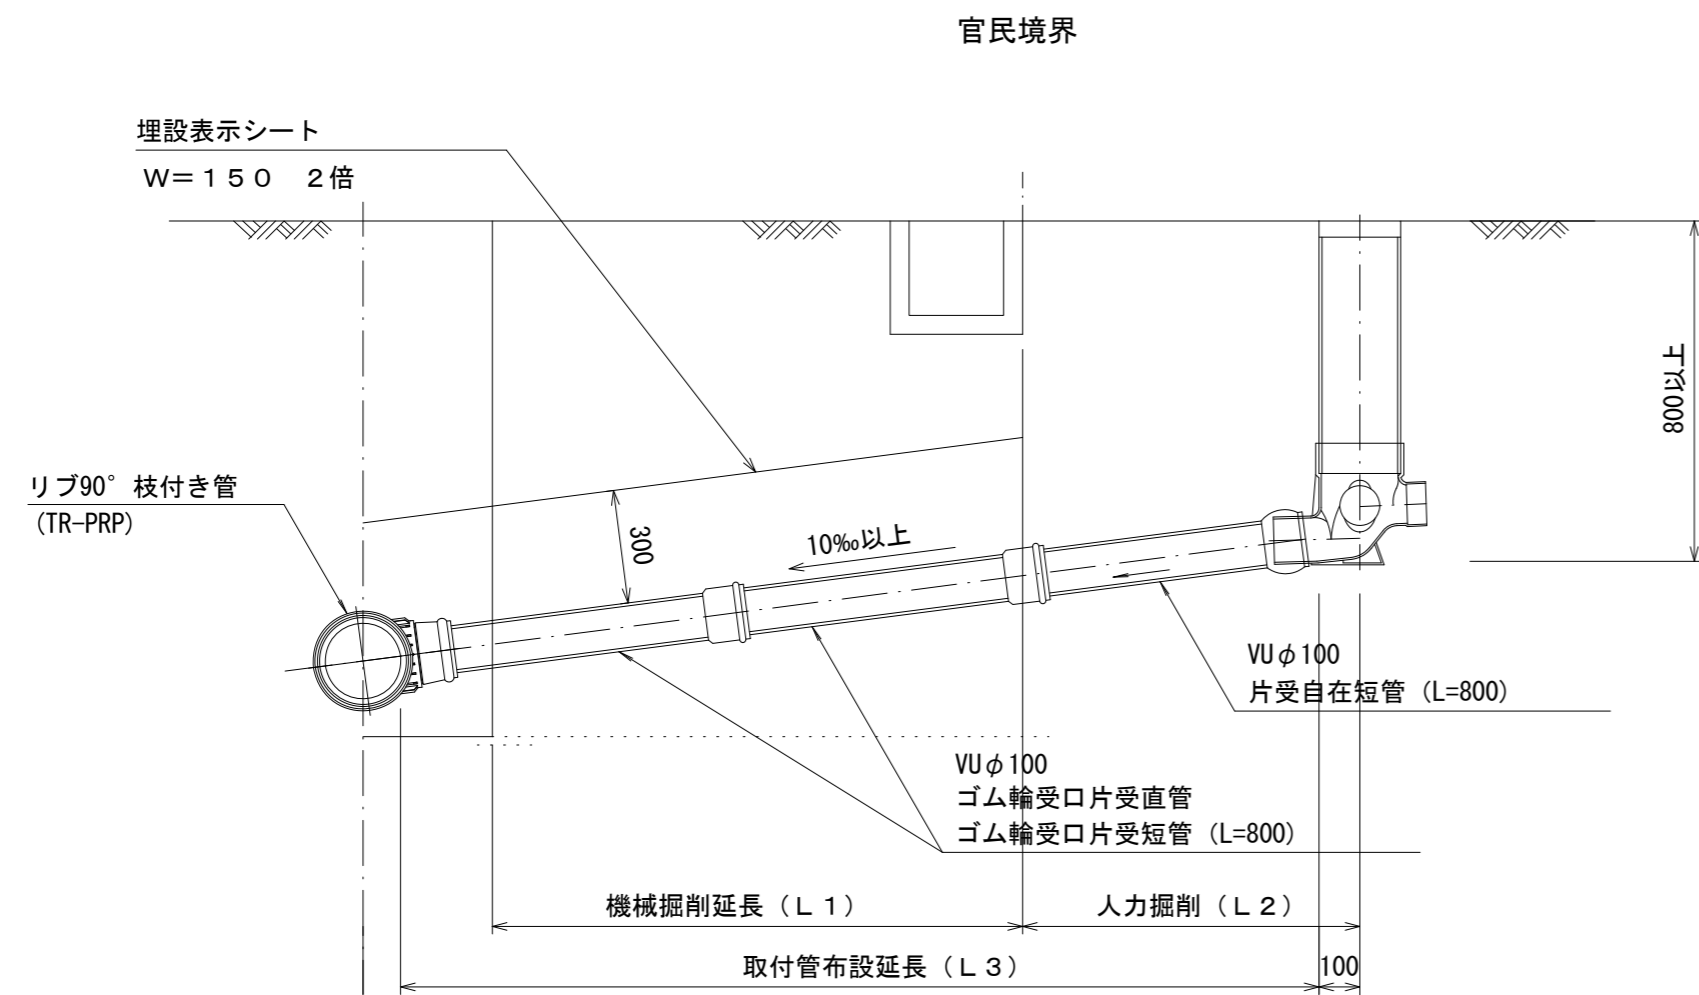 官民境界
埋設表示シート
W=150 2倍
800以上
リブ90°枝付き管
(TR-PRP)
300
10‰以上
VUφ100
片受自在短管 (L=800)
VUφ100
ゴム輪受口片受直管
ゴム輪受口片受短管 (L=800)
機械掘削延長(L1)
人力掘削(L2)
取付管布設延長(L3)
100